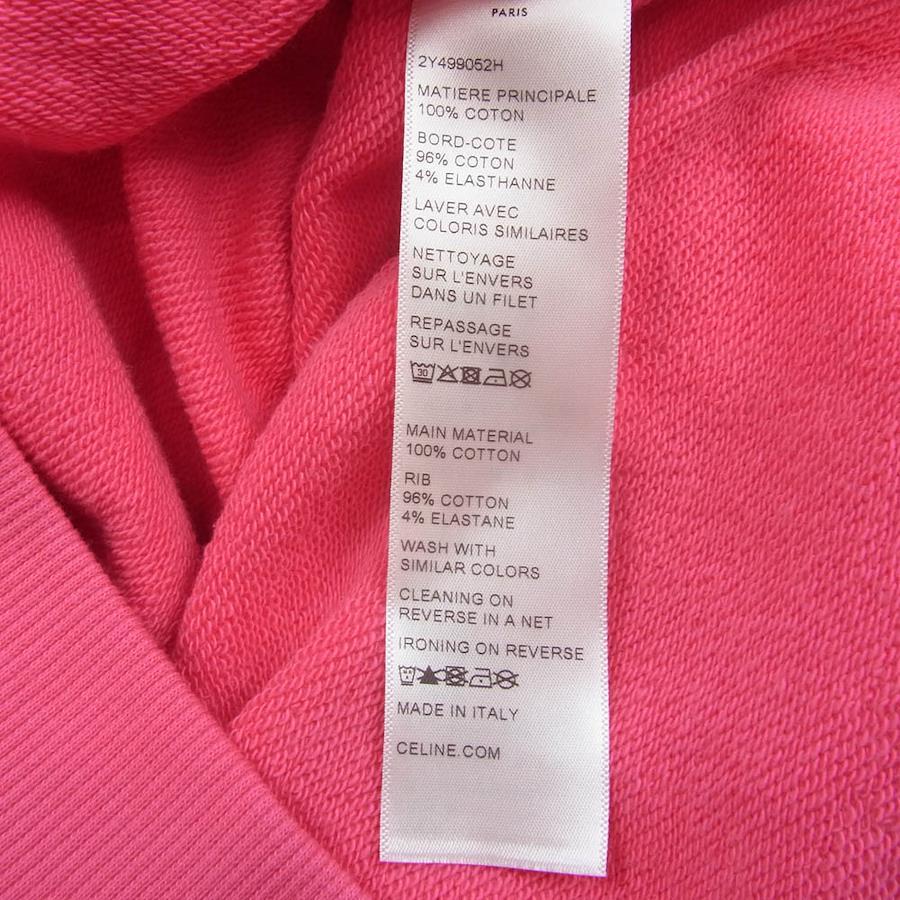 PARIS
2Y499052H
MATIERE PRINCIPALE
100% COTON
BORD-COTE
96% COTON
4% ELASTHANNE
LAVER AVEC
COLORIS SIMILAIRES
NETTOYAGE
SUR L'ENVERS
DANS UN FILET
REPASSAGE
SUR L'ENVERS
30
MAIN MATERIAL
100% COTTON
RIB
96% COTTON
4% ELASTANE
WASH WITH
SIMILAR COLORS
CLEANING ON
REVERSE IN A NET
IRONING ON REVERSE
MADE IN ITALY
CELINE.COM